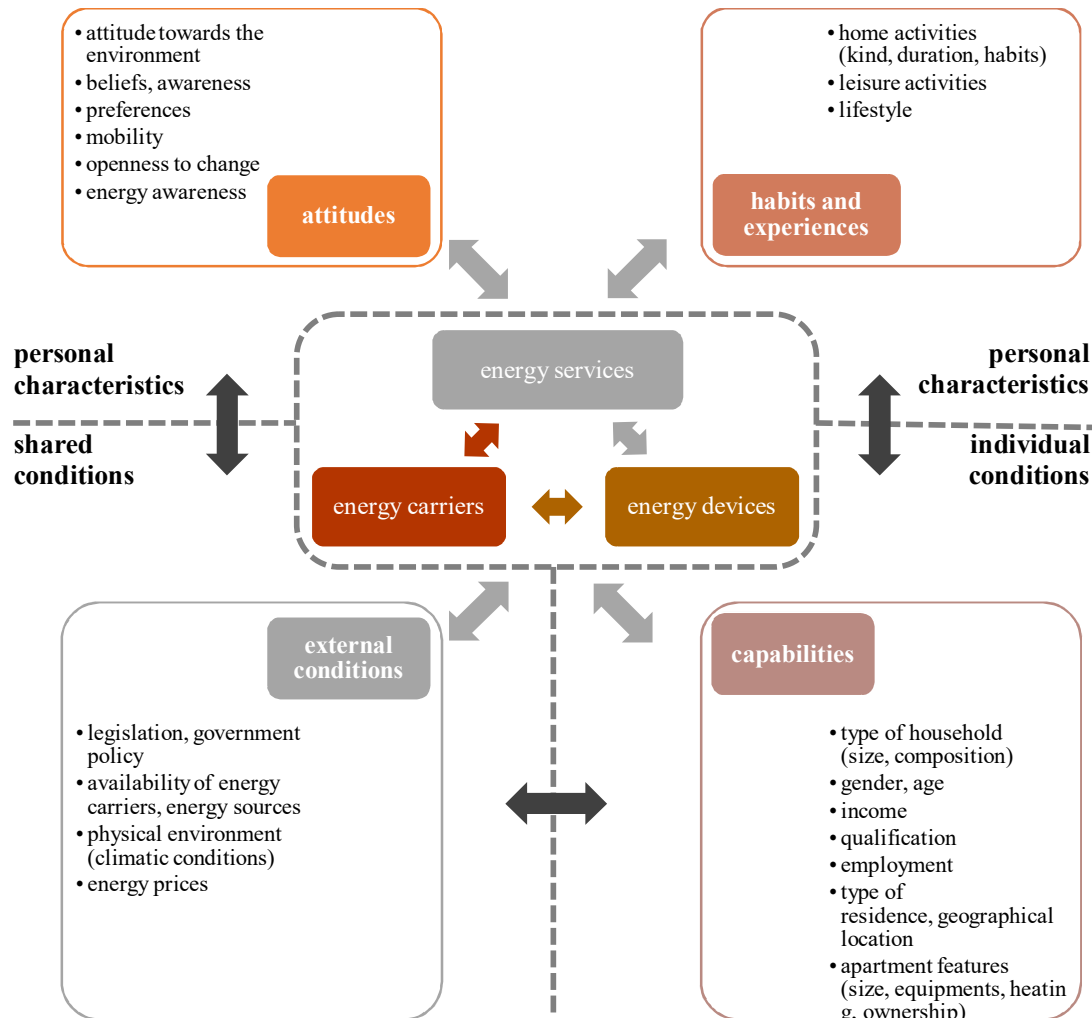 • attitude towards the
environment
• beliefs, awareness
• preferences
• mobility
• openness to change
• energy awareness
attitudes
• home activities
(kind, duration, habits)
• leisure activities
• lifestyle
habits and
experiences
personal
characteristics
shared
conditions
energy services
energy carriers
energy devices
personal
characteristics
individual
conditions
external
conditions
• legislation, government
policy
• availability of energy
carriers, energy sources
• physical environment
(climatic conditions)
• energy prices
capabilities
• type of household
(size, composition)
• gender, age
• income
• qualification
• employment
• type of
residence, geographical
location
• apartment features
(size, equipments, heatin
g, ownership)